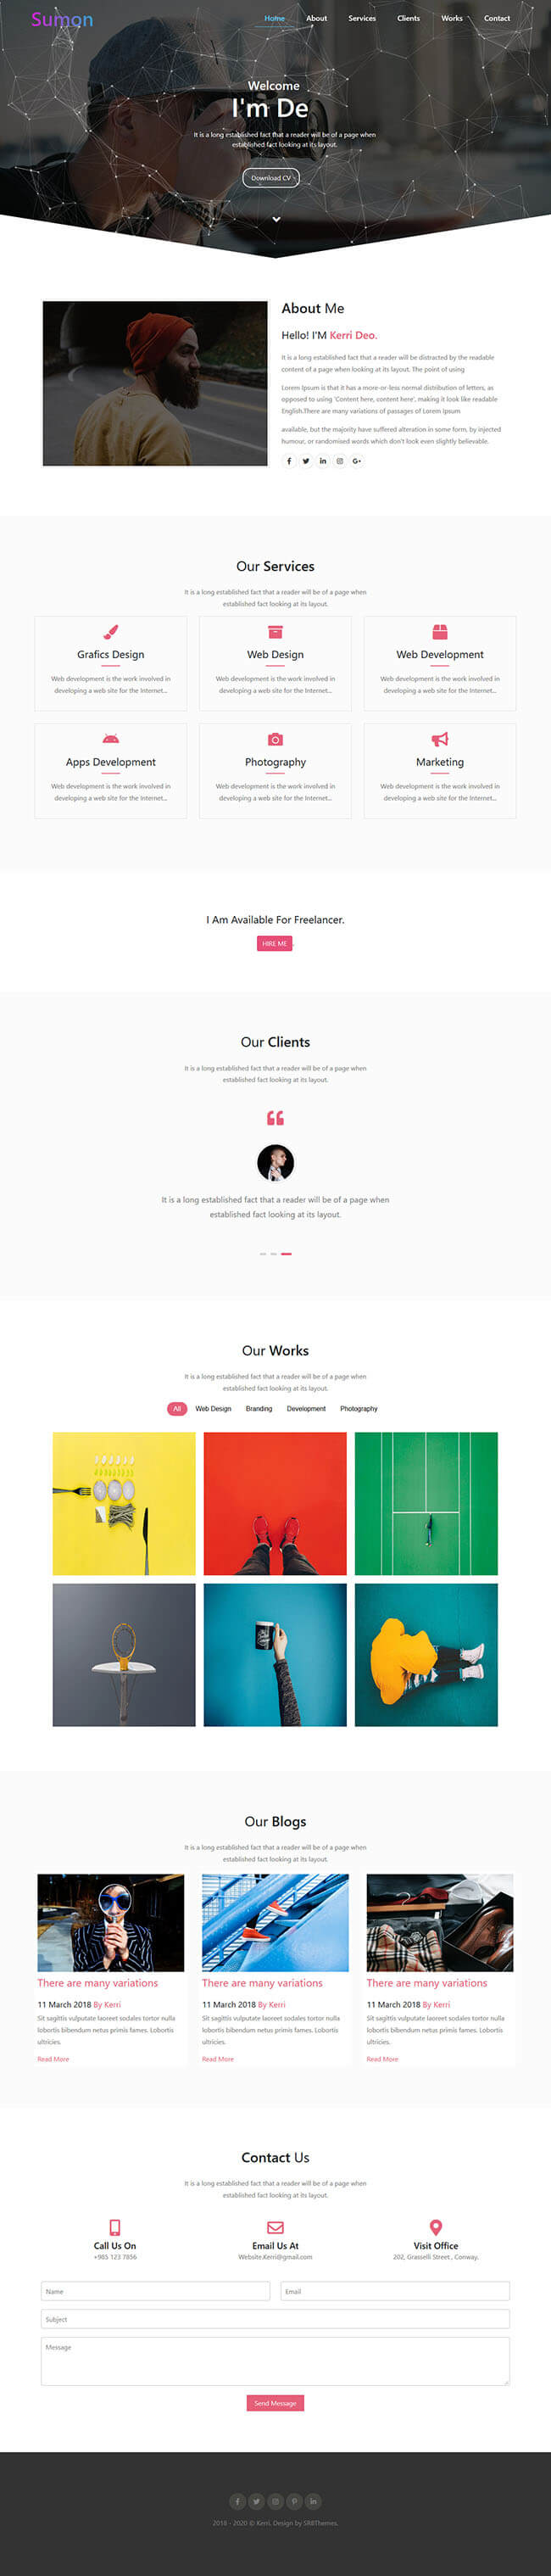 Sumon
Home About Services Clients Works Contact
Welcome
I'm De
It is a long established fact that a reader will be of a page when
established fact looking at its layout.
Download CV
About Me
Hello! I'M Kerri Deo.
It is a long established fact that a reader will be distracted by the readable
content of a page when looking at its layout. The point of using
Lorem Ipsum is that it has a more-or-less normal distribution of letters, as
opposed to using 'Content here, content here', making it look like readable
English.There are many variations of passages of Lorem Ipsum
available, but the majority have suffered alteration in some form, by injected
humour, or randomised words which don't look even slightly believable.
Our Services
It is a long established fact that a reader will be of a page when
established fact looking at its layout.
Grafics Design
Web development is the work involved in
developing a web site for the Internet...
Web Design
Web development is the work involved in
developing a web site for the Internet...
Web Development
Web development is the work involved in
developing a web site for the Internet...
Apps Development
Web development is the work involved in
developing a web site for the Internet...
Photography
Web development is the work involved in
developing a web site for the Internet...
Marketing
Web development is the work involved in
developing a web site for the Internet...
I Am Available For Freelancer.
HIRE ME
Our Clients
It is a long established fact that a reader will be of a page when
established fact looking at its layout.
It is a long established fact that a reader will be of a page when
established fact looking at its layout.
Our Works
It is a long established fact that a reader will be of a page when
established fact looking at its layout.
All Web Design Branding Development Photography
Our Blogs
It is a long established fact that a reader will be of a page when
established fact looking at its layout.
There are many variations
11 March 2018 By Kerri
Sit sagittis vulputate laoreet sodales tortor nulla
lobortis bibendum netus primis fames. Lobortis
ultricies.
Read More
There are many variations
11 March 2018 By Kerri
Sit sagittis vulputate laoreet sodales tortor nulla
lobortis bibendum netus primis fames. Lobortis
ultricies.
Read More
There are many variations
11 March 2018 By Kerri
Sit sagittis vulputate laoreet sodales tortor nulla
lobortis bibendum netus primis fames. Lobortis
ultricies.
Read More
Contact Us
It is a long established fact that a reader will be of a page when
established fact looking at its layout.
Call Us On
+985 123 7856
Email Us At
Website.Kerri@gmail.com
Visit Office
202, Grasselli Street , Conway,
Name
Email
Subject
Message
Send Message
2018 - 2020 © Kerri. Design by SRBThemes.